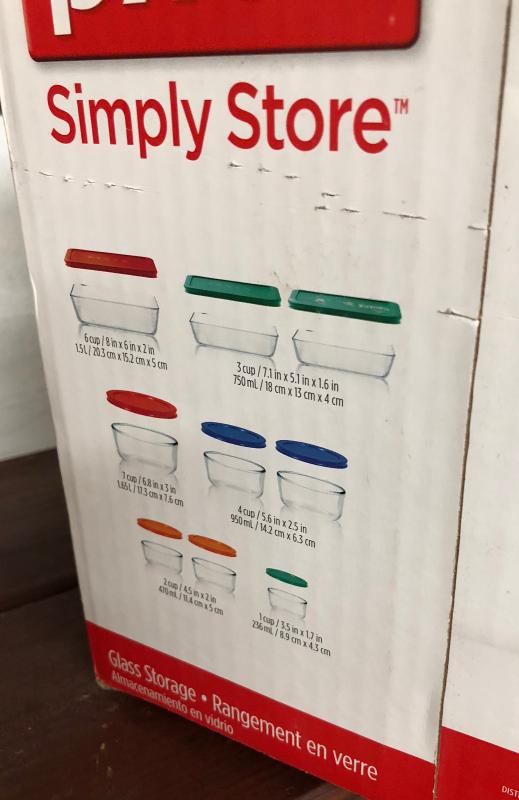 Simply Store™
6 cup / 8 in x 6 in x 2 in
1.5 L / 20.3 cm x 15.2 cm x 5 cm
3 cup / 7.1 in x 5.1 in x 1.6 in
750 mL / 18 cm x 13 cm x 4 cm
7 cup / 6.8 in x 3 in
1.65 L / 17.3 cm x 7.6 cm
4 cup / 5.6 in x 2.5 in
950 mL / 14.2 cm x 6.3 cm
2 cup / 4.5 in x 2 in
470 mL / 11.4 cm x 5 cm
1 cup / 3.5 in x 1.7 in
236 mL / 8.9 cm x 4.3 cm
Glass Storage • Rangement en verre
Almacenamiento en vidrio